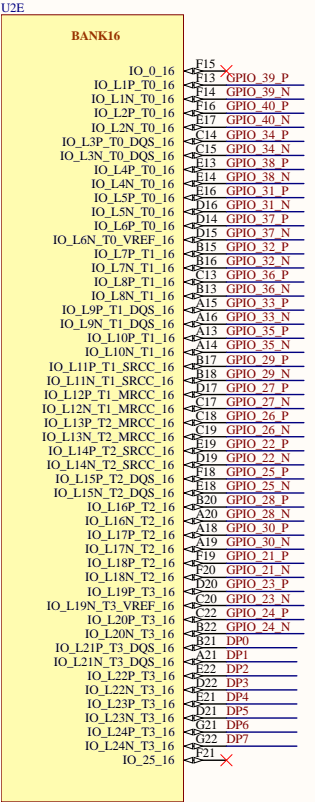 U2E
BANK16
IO_0_16 F15
IO_L1P_T0_16 F13 GPIO_39_P
IO_L1N_T0_16 F14 GPIO_39_N
IO_L2P_T0_16 F16 GPIO_40_P
IO_L2N_T0_16 E17 GPIO_40_N
IO_L3P_T0_DQS_16 C14 GPIO_34_P
IO_L3N_T0_DQS_16 C15 GPIO_34_N
IO_L4P_T0_16 E13 GPIO_38_P
IO_L4N_T0_16 E14 GPIO_38_N
IO_L5P_T0_16 E16 GPIO_31_P
IO_L5N_T0_16 D16 GPIO_31_N
IO_L6P_T0_16 D14 GPIO_37_P
IO_L6N_T0_VREF_16 D15 GPIO_37_N
IO_L7P_T1_16 B15 GPIO_32_P
IO_L7N_T1_16 B16 GPIO_32_N
IO_L8P_T1_16 C13 GPIO_36_P
IO_L8N_T1_16 B13 GPIO_36_N
IO_L9P_T1_DQS_16 A15 GPIO_33_P
IO_L9N_T1_DQS_16 A16 GPIO_33_N
IO_L10P_T1_16 A13 GPIO_35_P
IO_L10N_T1_16 A14 GPIO_35_N
IO_L11P_T1_SRCC_16 B17 GPIO_29_P
IO_L11N_T1_SRCC_16 B18 GPIO_29_N
IO_L12P_T1_MRCC_16 D17 GPIO_27_P
IO_L12N_T1_MRCC_16 C17 GPIO_27_N
IO_L13P_T2_MRCC_16 C18 GPIO_26_P
IO_L13N_T2_MRCC_16 C19 GPIO_26_N
IO_L14P_T2_SRCC_16 E19 GPIO_22_P
IO_L14N_T2_SRCC_16 D19 GPIO_22_N
IO_L15P_T2_DQS_16 F18 GPIO_25_P
IO_L15N_T2_DQS_16 E18 GPIO_25_N
IO_L16P_T2_16 B20 GPIO_28_P
IO_L16N_T2_16 A20 GPIO_28_N
IO_L17P_T2_16 A18 GPIO_30_P
IO_L17N_T2_16 A19 GPIO_30_N
IO_L18P_T2_16 F19 GPIO_21_P
IO_L18N_T2_16 F20 GPIO_21_N
IO_L19P_T3_16 D20 GPIO_23_P
IO_L19N_T3_VREF_16 C20 GPIO_23_N
IO_L20P_T3_16 C22 GPIO_24_P
IO_L20N_T3_16 B22 GPIO_24_N
IO_L21P_T3_DQS_16 B21 DP0
IO_L21N_T3_DQS_16 A21 DP1
IO_L22P_T3_16 E22 DP2
IO_L22N_T3_16 D22 DP3
IO_L23P_T3_16 E21 DP4
IO_L23N_T3_16 D21 DP5
IO_L24P_T3_16 G21 DP6
IO_L24N_T3_16 G22 DP7
IO_25_16 F21